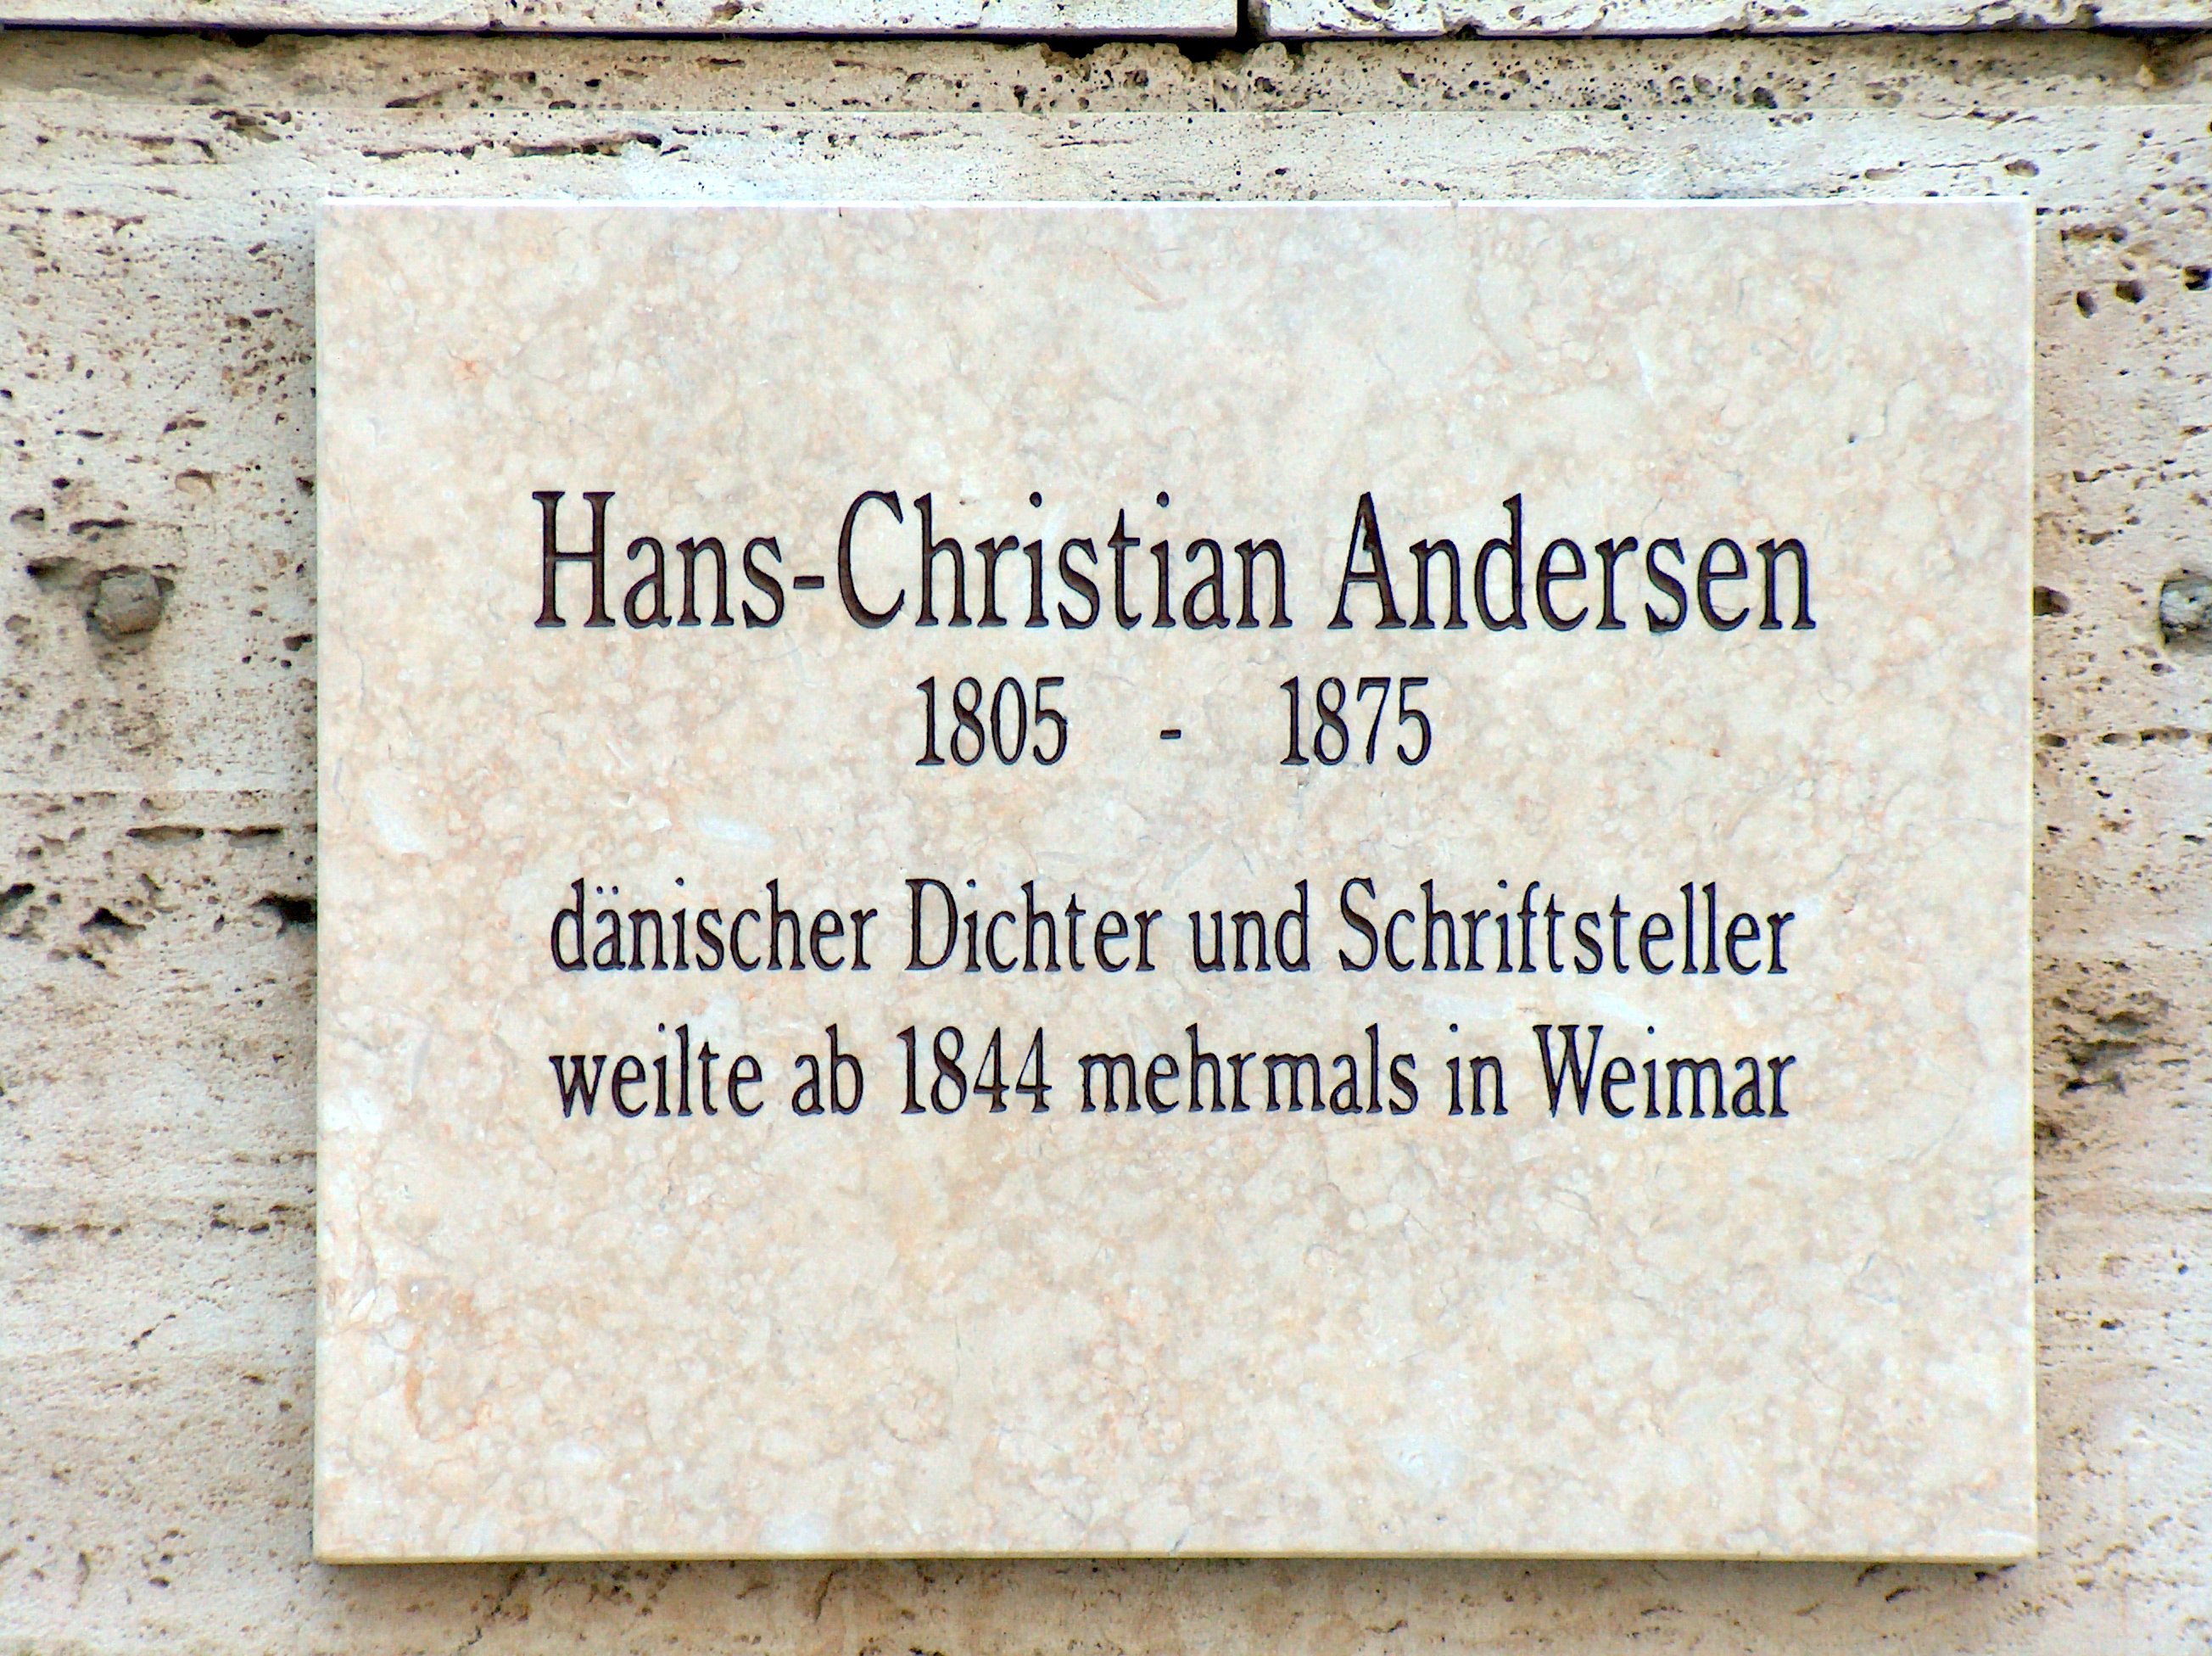 Hans-Christian Andersen
1805 - 1875
dänischer Dichter und Schriftsteller
weilte ab 1844 mehrmals in Weimar